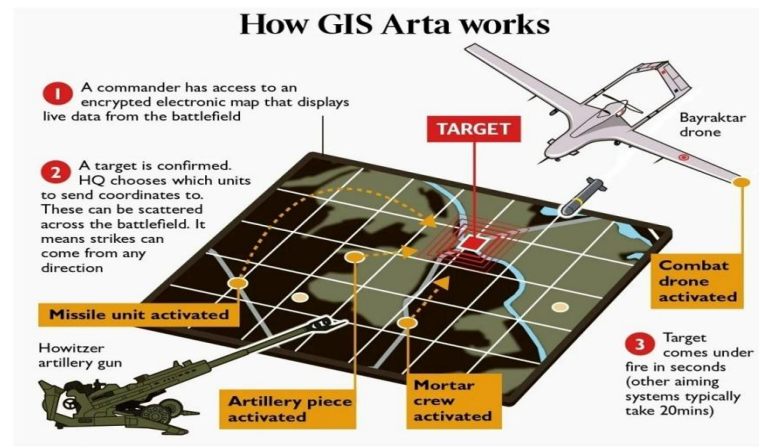 How GIS Arta works
1
A commander has access to an
encrypted electronic map that displays
live data from the battlefield
2
A target is confirmed.
HQ chooses which units
to send coordinates to.
These can be scattered
across the battlefield. It
means strikes can
come from any
direction
TARGET
Bayraktar
drone
Combat
drone
activated
Missile unit activated
Howitzer
artillery gun
Artillery piece
activated
Mortar
crew
activated
3
Target
comes under
fire in seconds
(other aiming
systems typically
take 20mins)